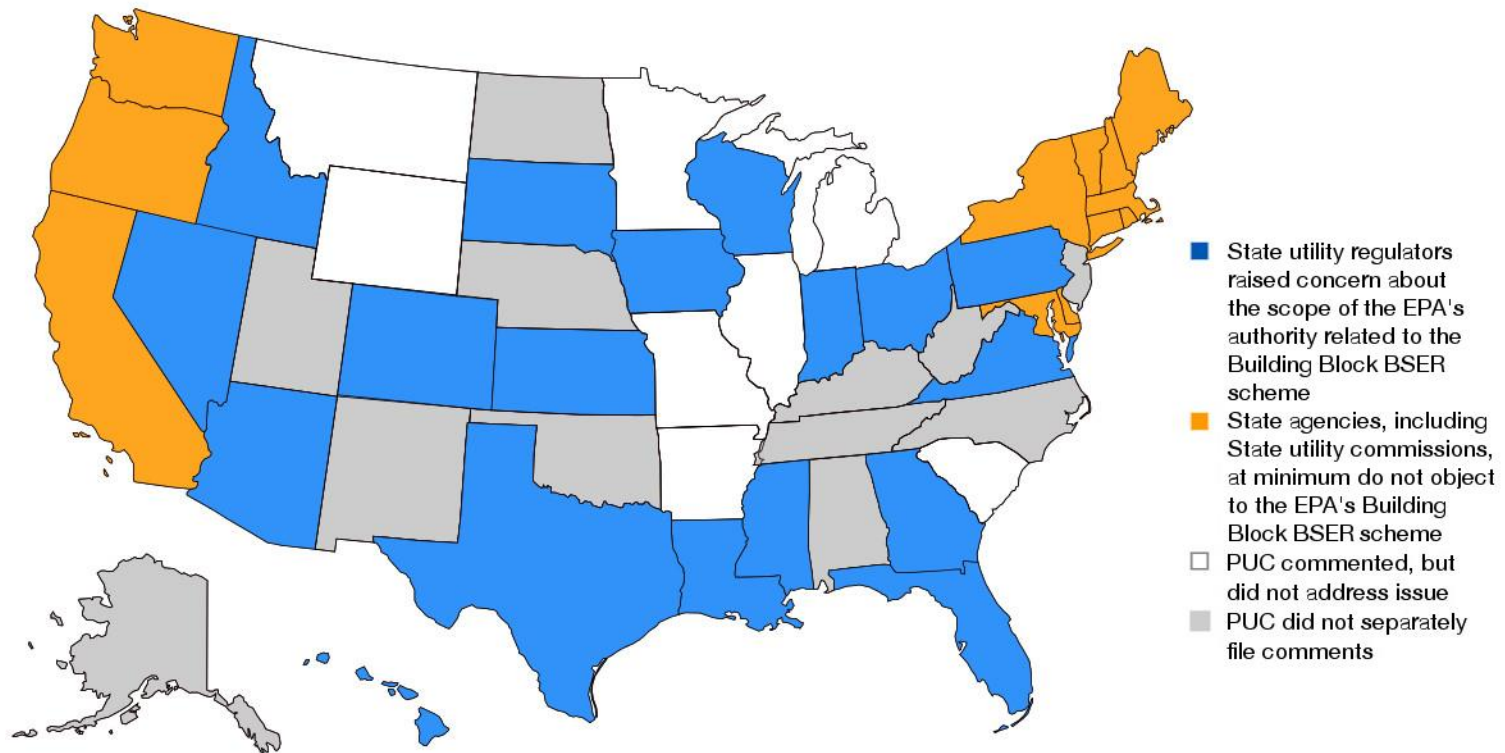 State utility regulators
raised concern about
the scope of the EPA's
authority related to the
Building Block BSER
scheme
State agencies, including
State utility commissions,
at minimum do not object
to the EPA's Building
Block BSER scheme
PUC commented, but
did not address issue
PUC did not separately
file comments